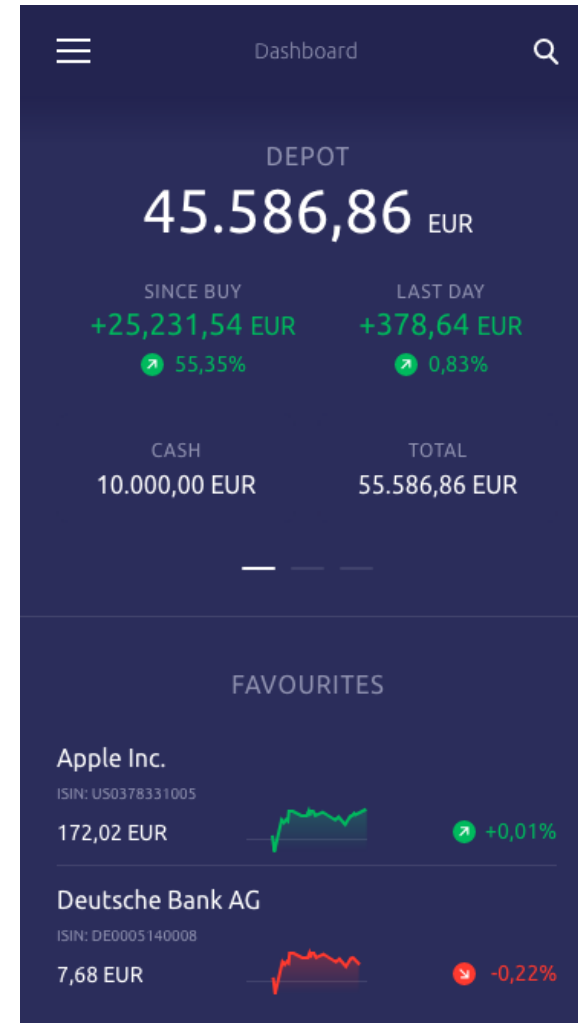 Dashboard
DEPOT
45.586,86 EUR
SINCE BUY
+25,231,54 EUR
55,35%
LAST DAY
+378,64 EUR
0,83%
CASH
10.000,00 EUR
TOTAL
55.586,86 EUR
FAVOURITES
Apple Inc.
ISIN: US0378331005
172,02 EUR
+0,01%
Deutsche Bank AG
ISIN: DE0005140008
7,68 EUR
-0,22%